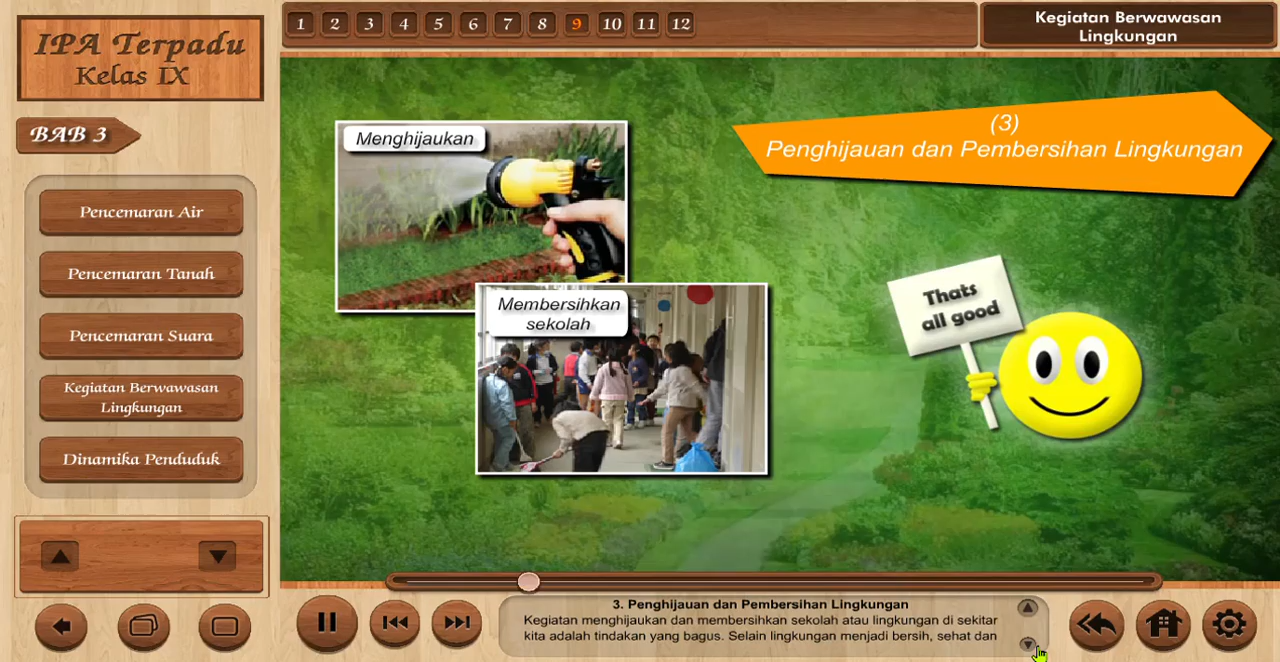 IPA Terpadu
Kelas IX
1 2 3 4 5 6 7 8 9 10 11 12
Kegiatan Berwawasan
Lingkungan
BAB 3
Pencemaran Air
Pencemaran Tanah
Pencemaran Suara
Kegiatan Berwawasan
Lingkungan
Dinamika Penduduk
Menghijaukan
(3)
Penghijauan dan Pembersihan Lingkungan
Membersihkan
sekolah
Thats
all good
3. Penghijauan dan Pembersihan Lingkungan
Kegiatan menghijaukan dan membersihkan sekolah atau lingkungan di sekitar
kita adalah tindakan yang bagus. Selain lingkungan menjadi bersih, sehat dan